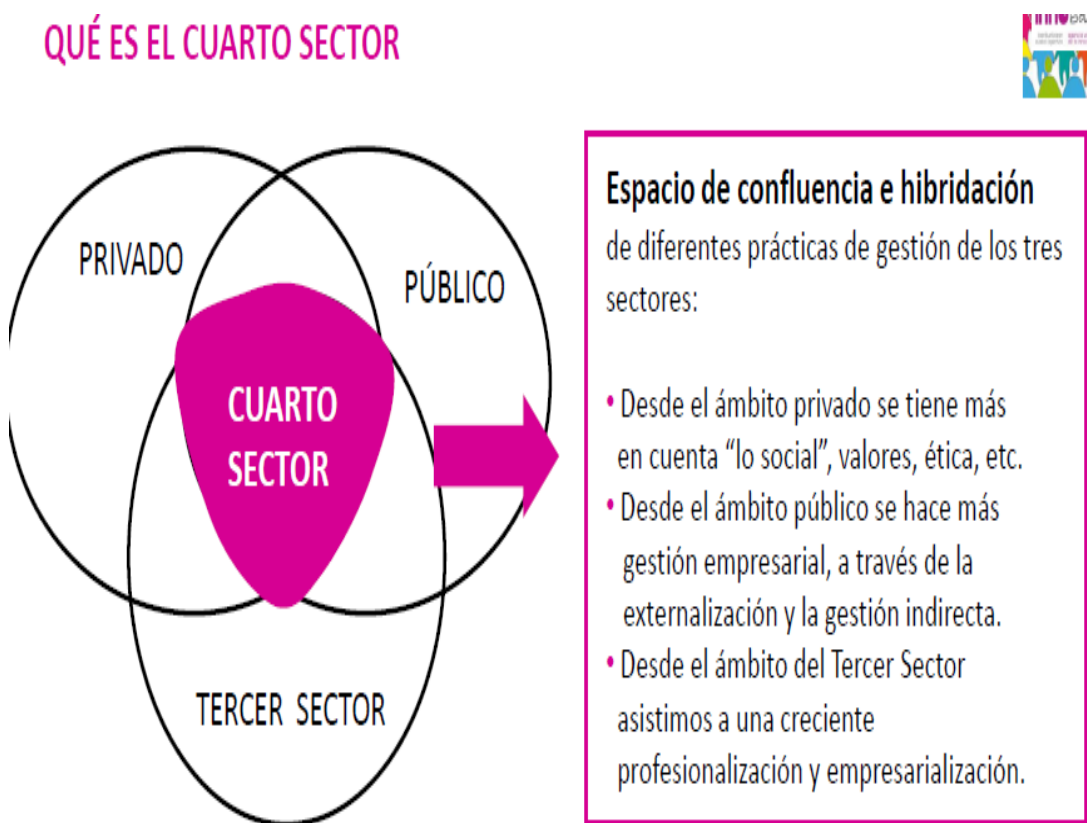 QUÉ ES EL CUARTO SECTOR
PRIVADO
PÚBLICO
CUARTO
SECTOR
TERCER SECTOR
Espacio de confluencia e hibridación
de diferentes prácticas de gestión de los tres
sectores:
• Desde el ámbito privado se tiene más
en cuenta “lo social”, valores, ética, etc.
• Desde el ámbito público se hace más
gestión empresarial, a través de la
externalización y la gestión indirecta.
• Desde el ámbito del Tercer Sector
asistimos a una creciente
profesionalización y empresarialización.